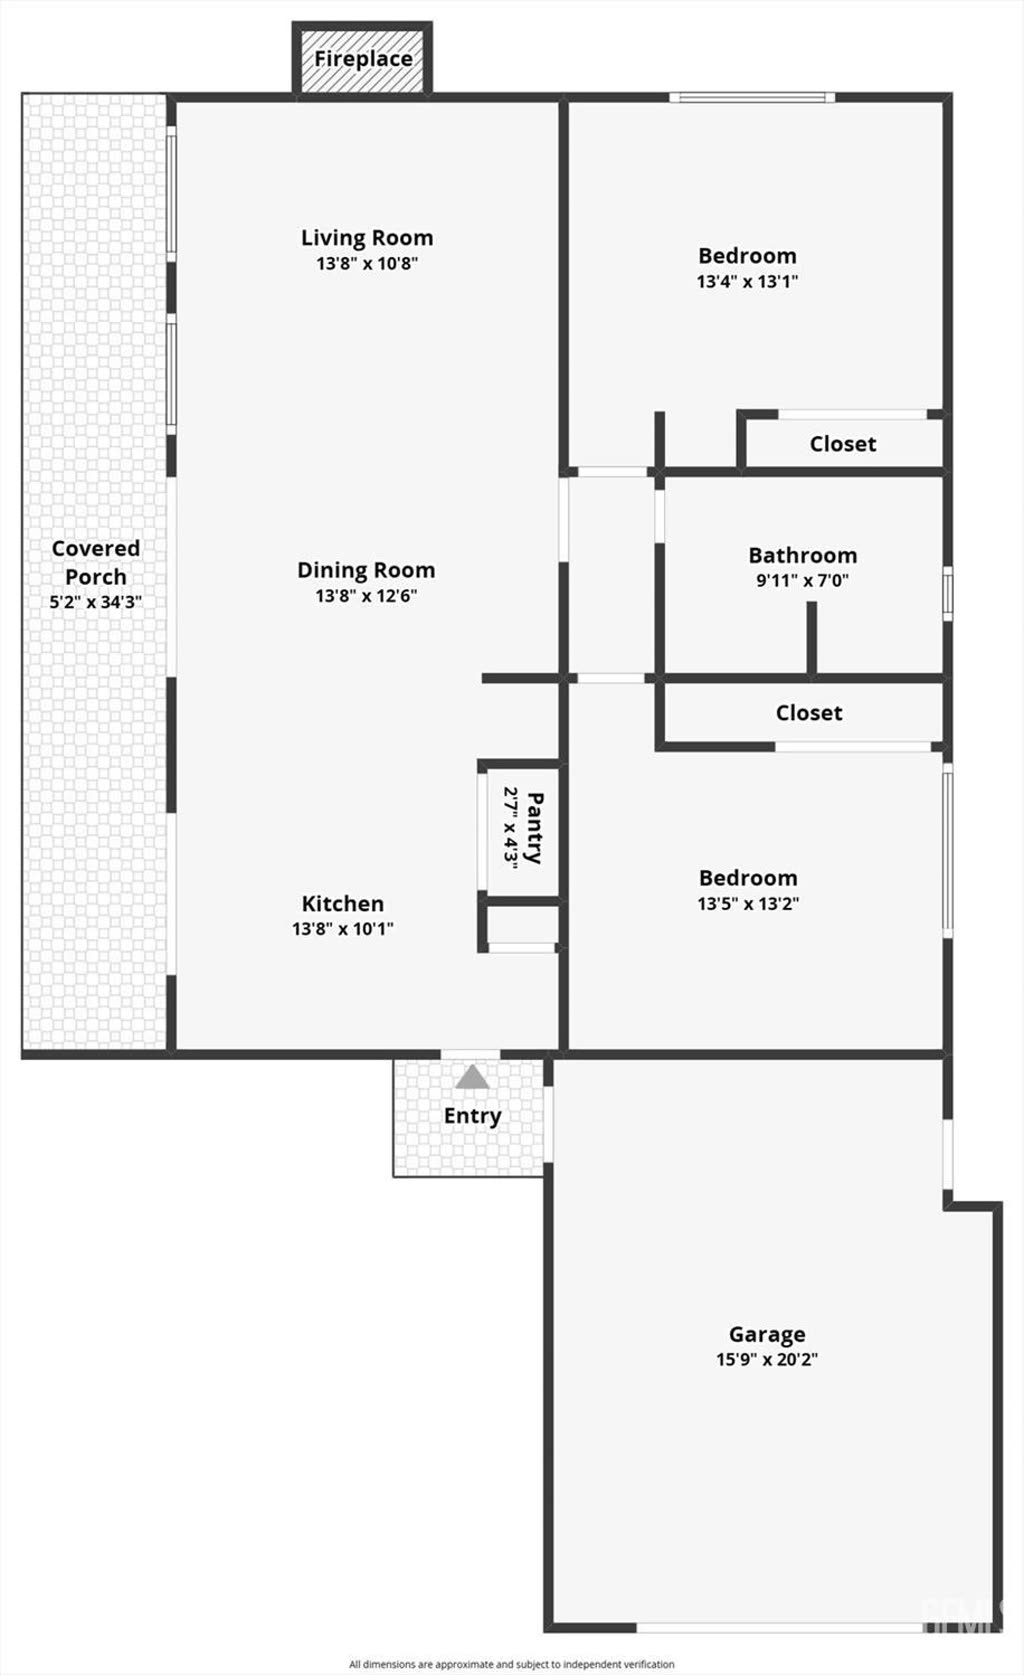 Fireplace
Living Room
13'8" x 10'8"
Bedroom
13'4" x 13'1"
Closet
Covered
Porch
5'2" x 34'3"
Dining Room
13'8" x 12'6"
Bathroom
9'11" x 7'0"
Closet
Pantry
2'7" x 4'3"
Kitchen
13'8" x 10'1"
Bedroom
13'5" x 13'2"
Entry
Garage
15'9" x 20'2"
All dimensions are approximate and subject to independent verification